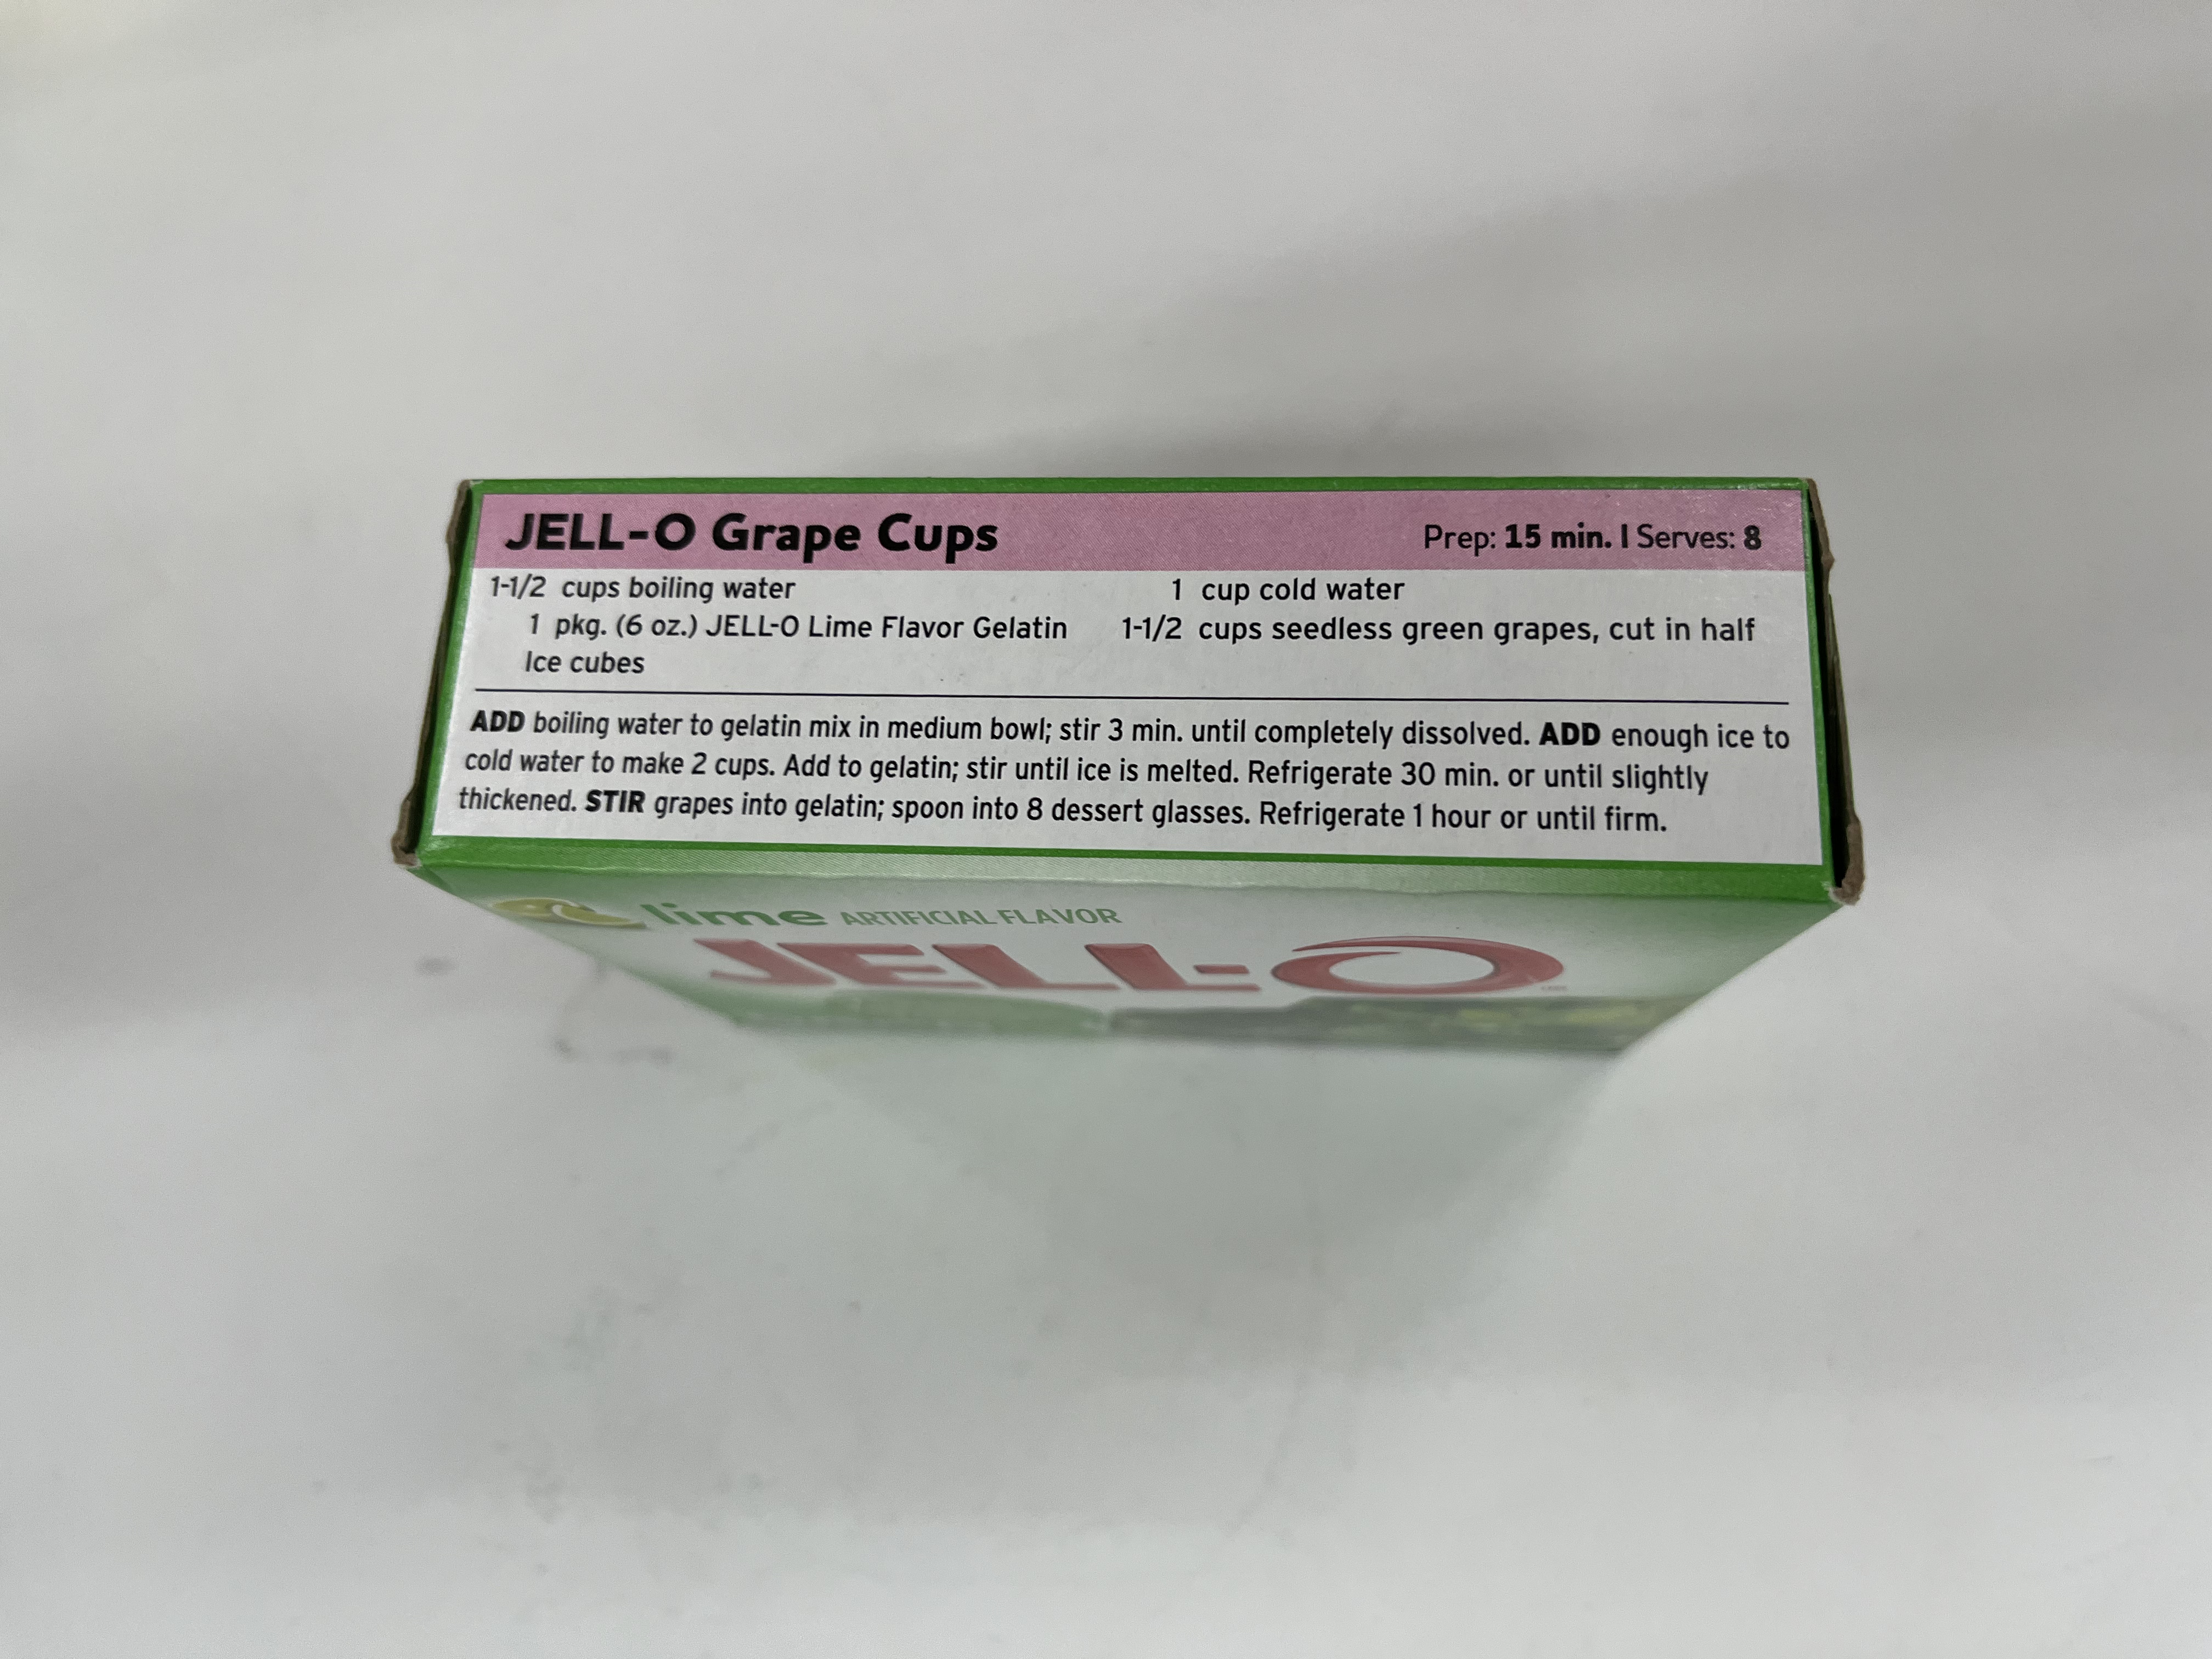 JELL-O Grape Cups Prep: 15 min. | Serves: 8
1-1/2 cups boiling water
1 pkg. (6 oz.) JELL-O Lime Flavor Gelatin
Ice cubes
1 cup cold water
1-1/2 cups seedless green grapes, cut in half
ADD boiling water to gelatin mix in medium bowl; stir 3 min. until completely dissolved. ADD enough ice to
cold water to make 2 cups. Add to gelatin; stir until ice is melted. Refrigerate 30 min. or until slightly
thickened. STIR grapes into gelatin; spoon into 8 dessert glasses. Refrigerate 1 hour or until firm.
lime ARTIFICIAL FLAVOR
JELL-O